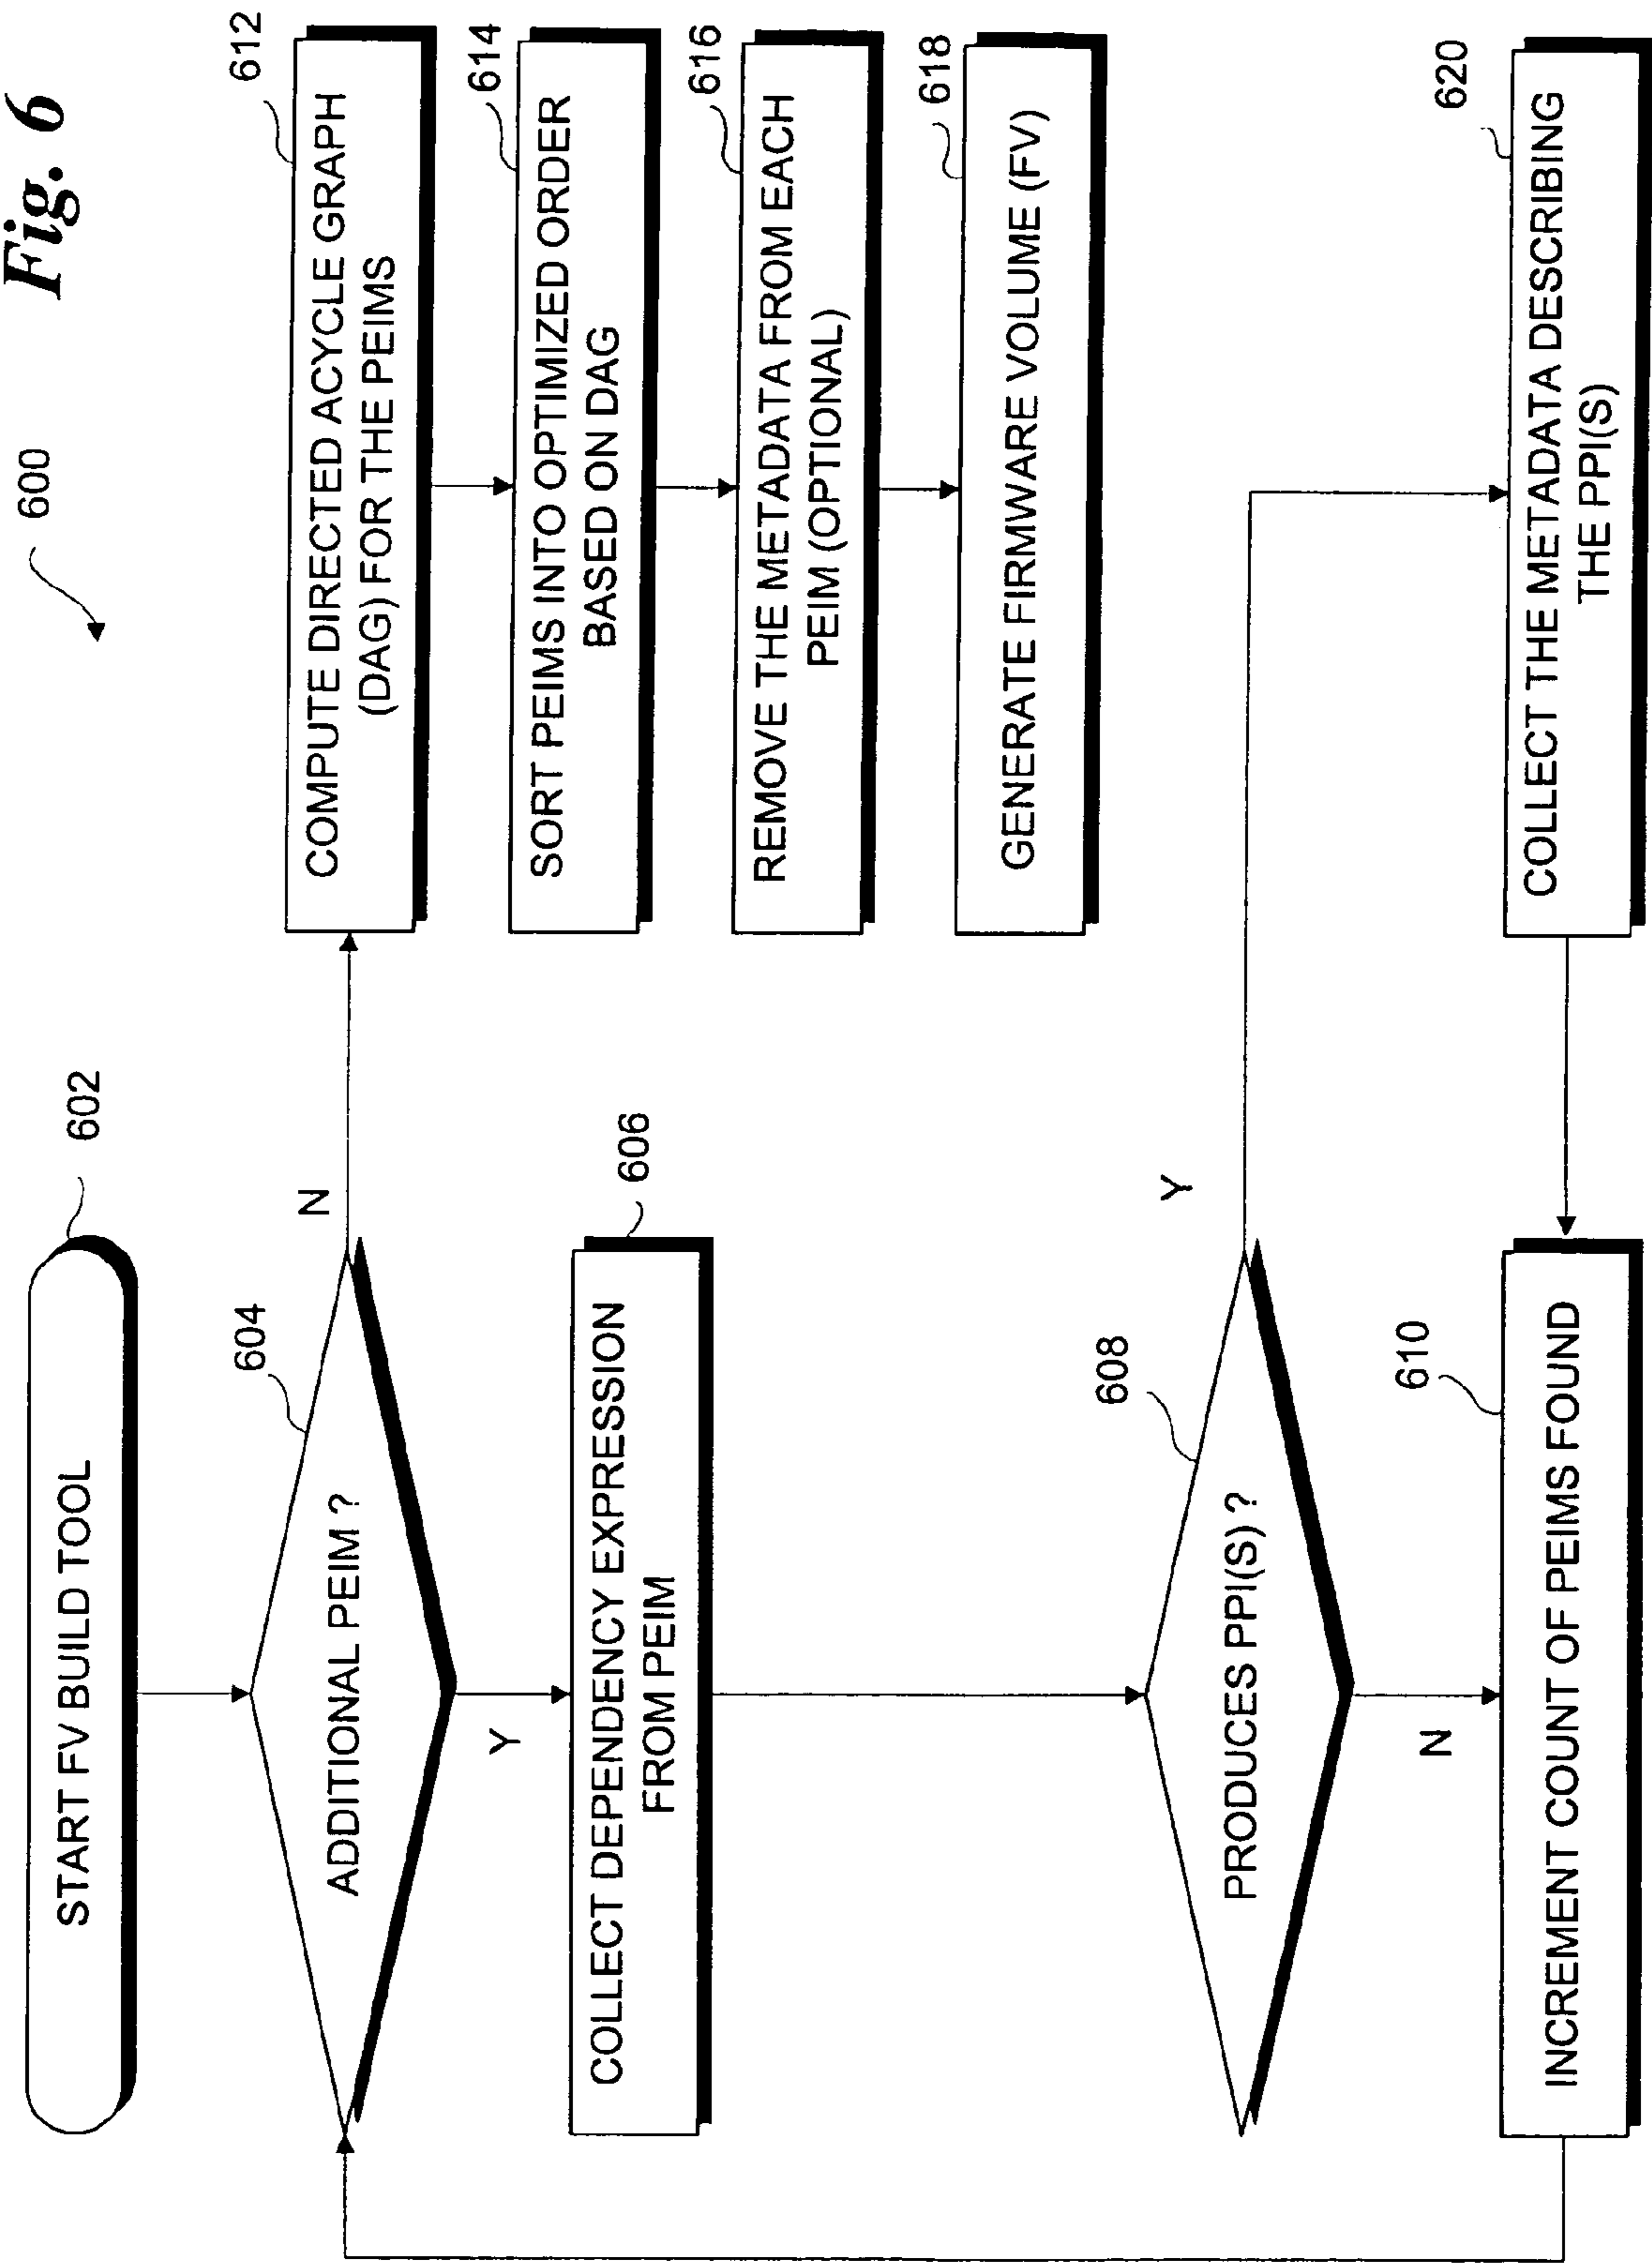 Fig. 6
600
START FV BUILD TOOL
602
ADDITIONAL PEIM ?
604
N
Y
COLLECT DEPENDENCY EXPRESSION
FROM PEIM
606
PRODUCES PPI(S) ?
608
Y
N
INCREMENT COUNT OF PEIMS FOUND
610
COMPUTE DIRECTED ACYCLE GRAPH
(DAG) FOR THE PEIMS
612
SORT PEIMS INTO OPTIMIZED ORDER
BASED ON DAG
614
REMOVE THE METADATA FROM EACH
PEIM (OPTIONAL)
616
GENERATE FIRMWARE VOLUME (FV)
618
COLLECT THE METADATA DESCRIBING
THE PPI(S)
620